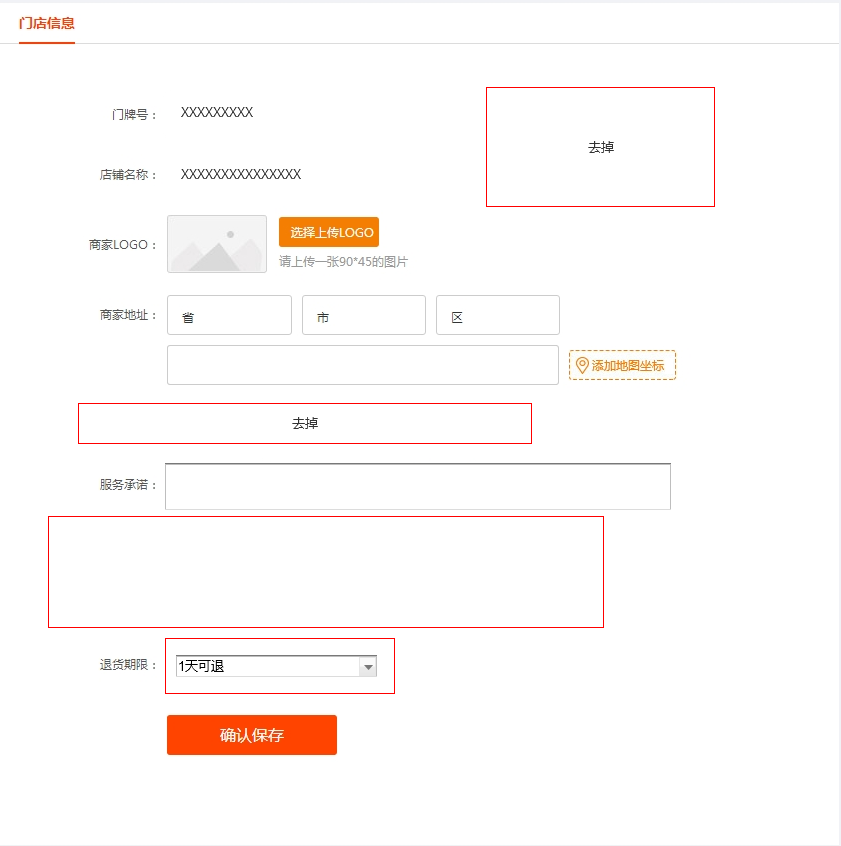 门店信息
门牌号： XXXXXXXXX
去掉
店铺名称： XXXXXXXXXXXXXXX
商家LOGO： 选择上传LOGO
请上传一张90*45的图片
商家地址： 省 市 区
添加地图坐标
去掉
服务承诺：
退货期限： 1天可退
确认保存